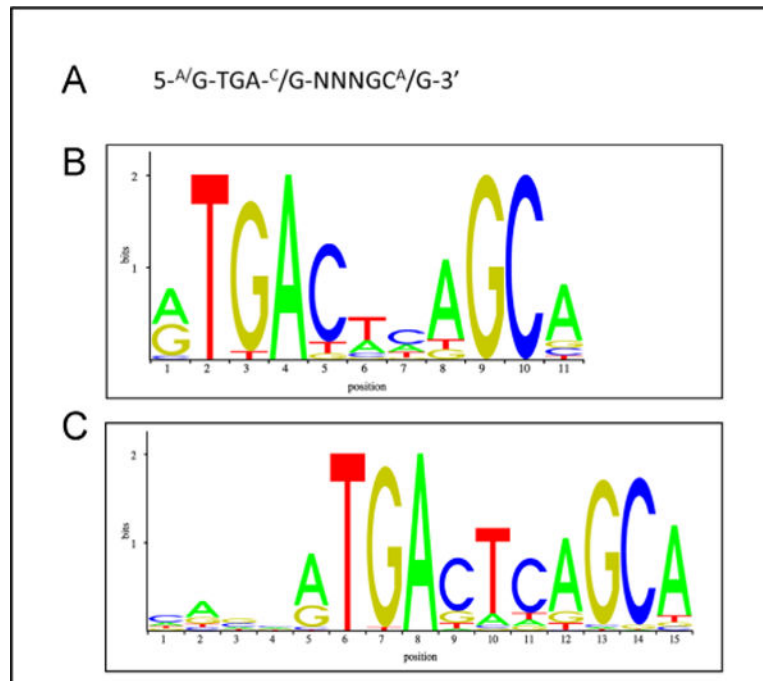 A 5-ᴬ/G-TGA-ᶜ/G-NNNGCᴬ/G-3’
B
2
bits
1
A T G A C T C A G C A
1 2 3 4 5 6 7 8 9 10 11
position
C
2
bits
1
A T G A C T C A G C A
1 2 3 4 5 6 7 8 9 10 11 12 13 14 15
position